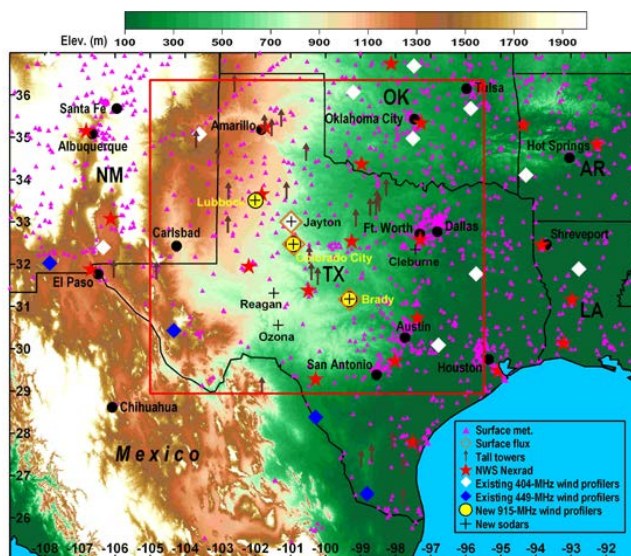 Elev. (m)
100 300 500 700 900 1100 1300 1500 1700 1900
36
35
34
33
32
31
30
29
28
27
26
Santa Fe
Albuquerque
NM
Amarillo
OK
Tulsa
Oklahoma City
Hot Springs
AR
Lubbock
Jayton
Carlsbad
Colorado City
Ft. Worth
Dallas
Cleburne
Shreveport
El Paso
TX
Reagan
Brady
LA
Ozona
Austin
San Antonio
Houston
Chihuahua
Mexico
Surface met.
Surface flux
Tall towers
NWS Nexrad
Existing 404-MHz wind profilers
Existing 449-MHz wind profilers
New 915-MHz wind profilers
New sodars
-108 -107 -106 -105 -104 -103 -102 -101 -100 -99 -98 -97 -96 -95 -94 -93 -92